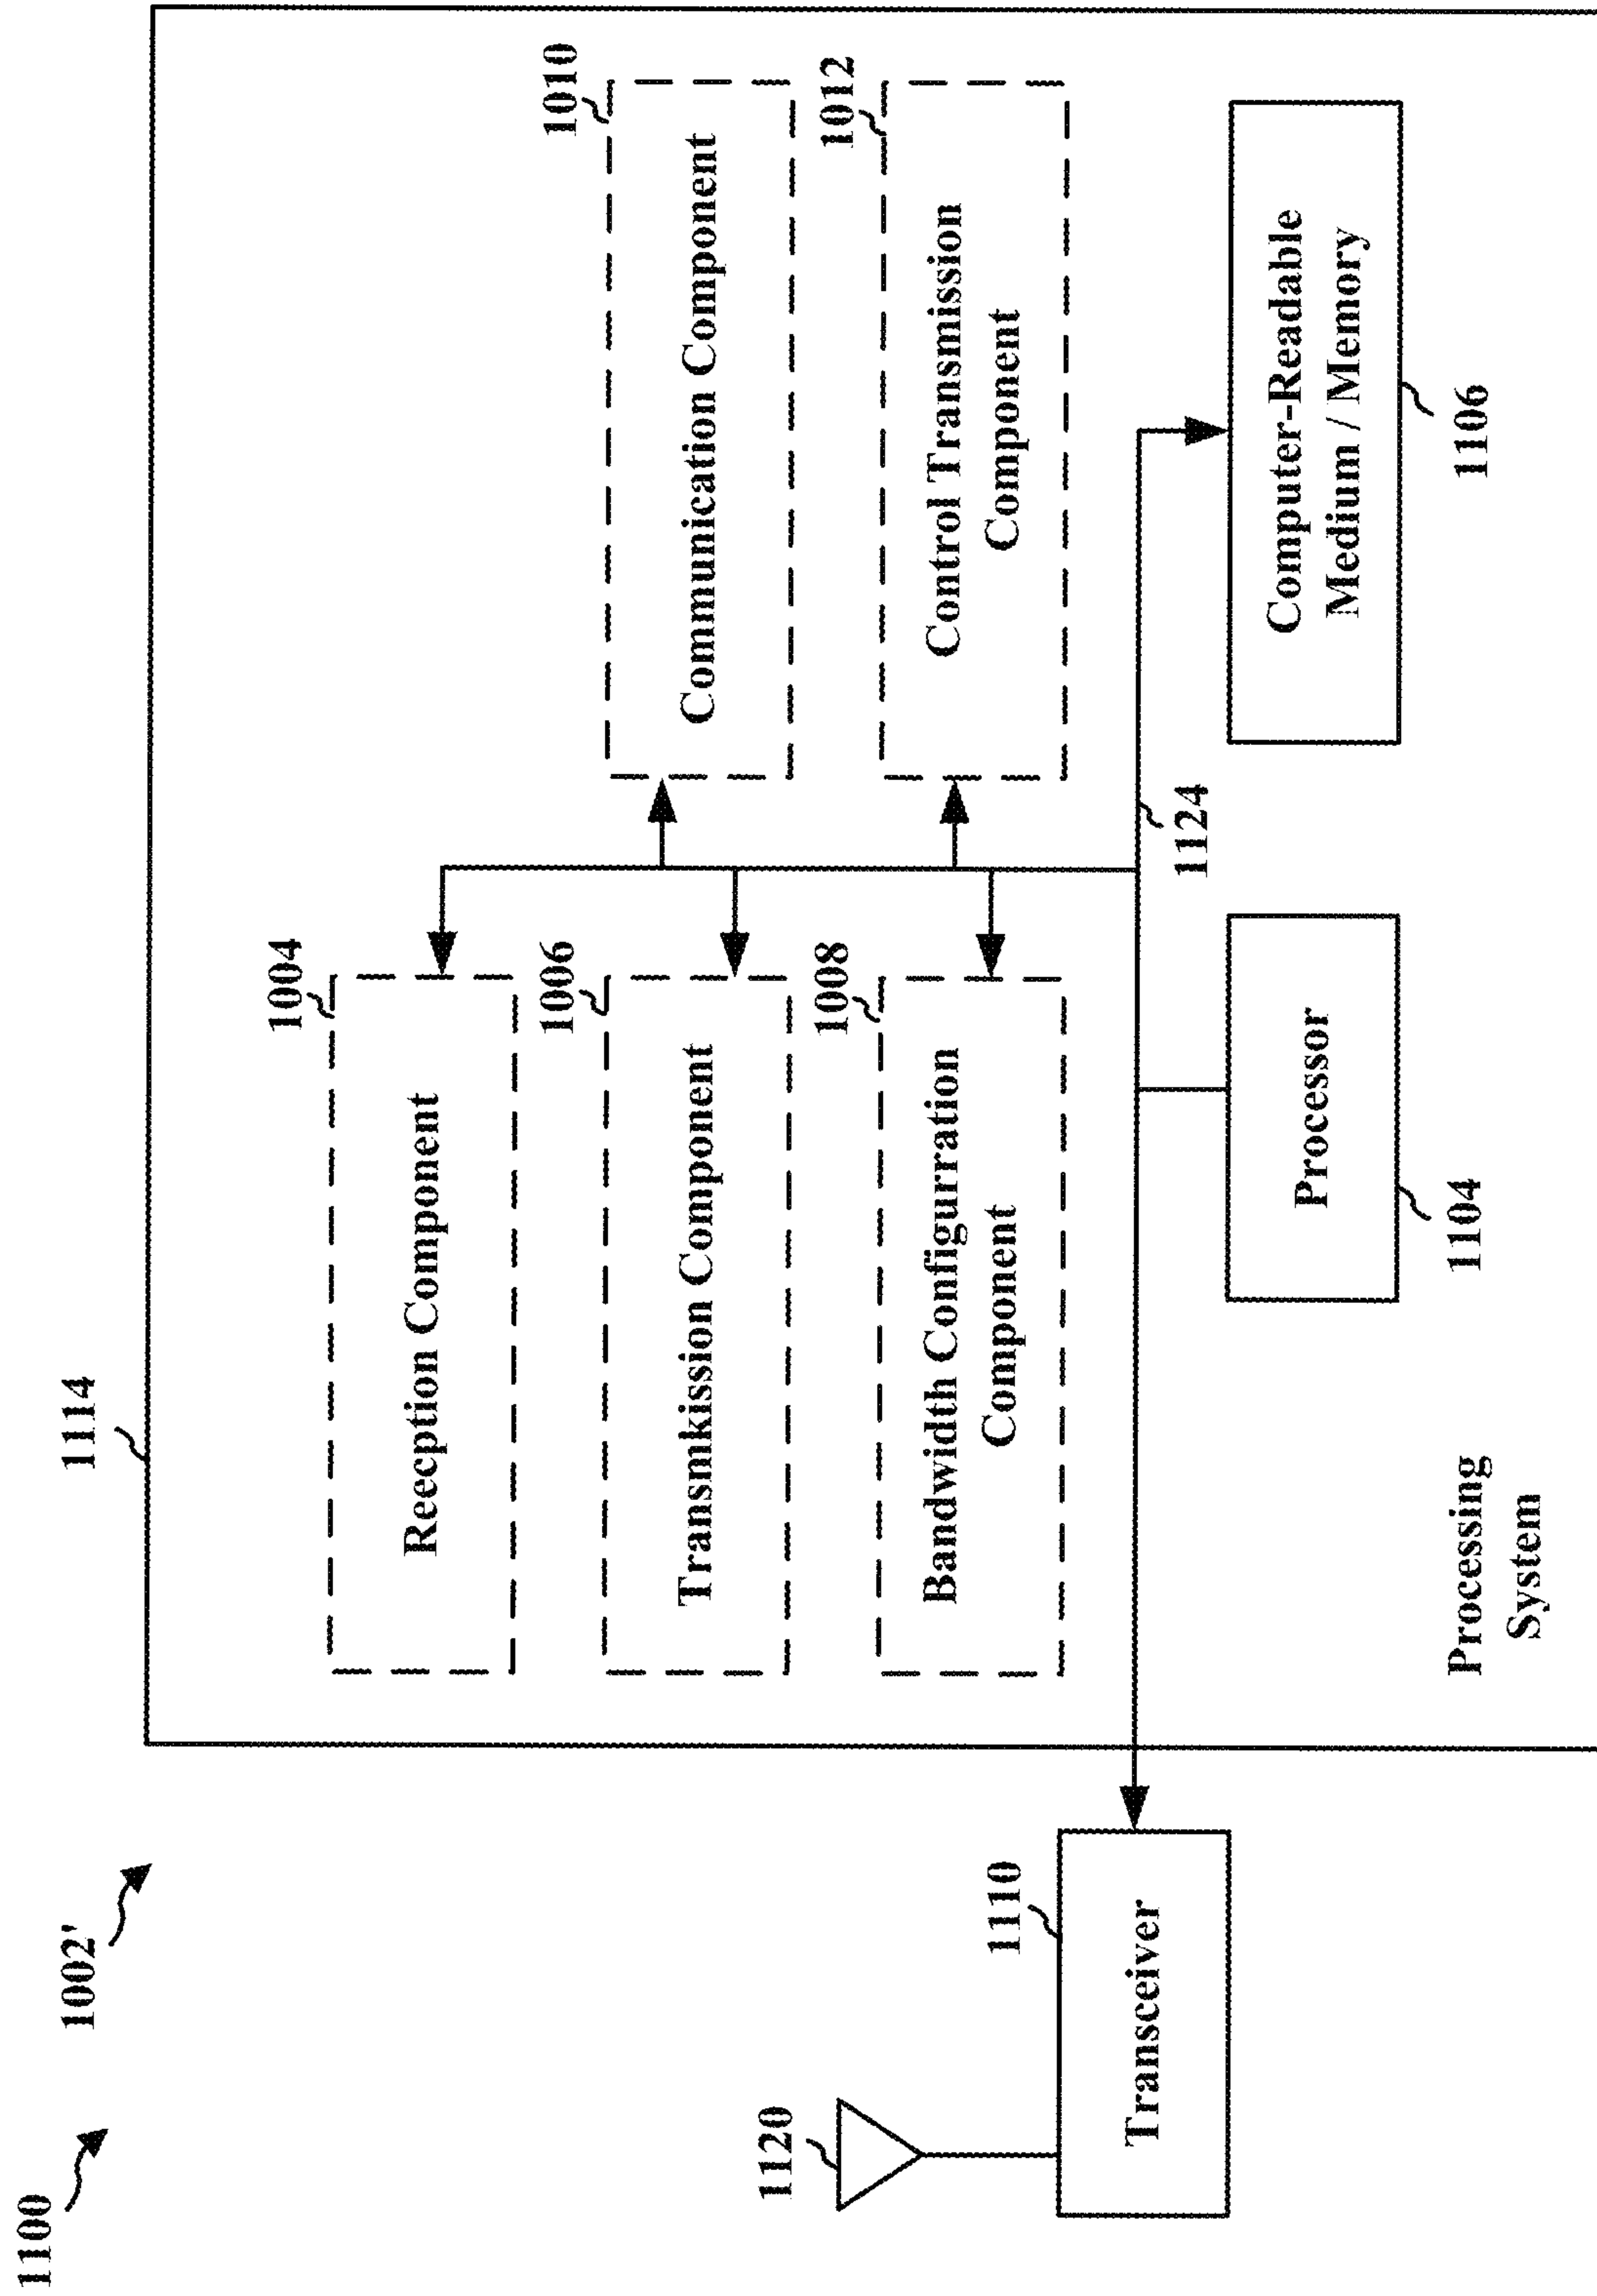 1100
1002'
1114
1004
Reecption Component
1006
1010
Transmkission Component
Communication Component
1008
1012
Bandwidth Configurration
Component
Control Transmission
Component
1120
1110
Transceiver
1124
Processor
1104
Computer-Readable
Medium / Memory
1106
Processing
System